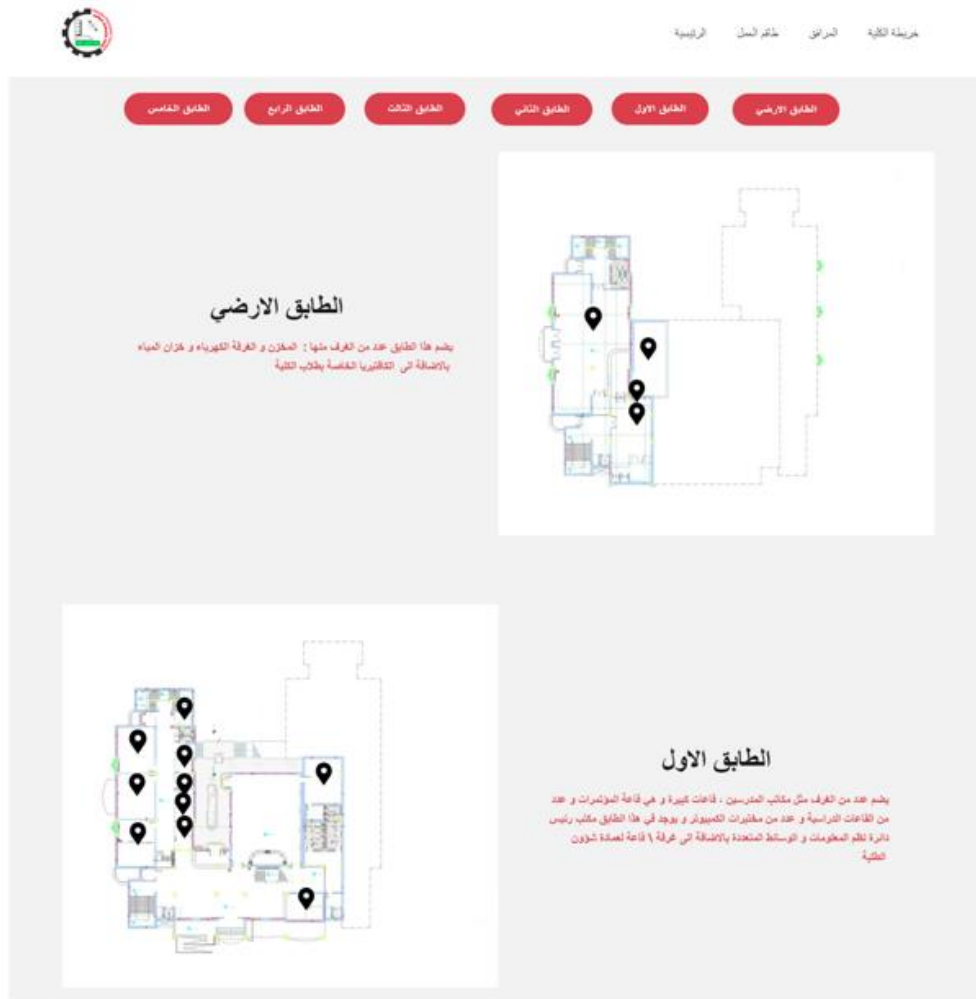 الرئيسية
طاقم العمل
المرافق
خريطة الكلية
الطابق الارضي
الطابق الاول
الطابق الثاني
الطابق الثالث
الطابق الرابع
الطابق الخامس
الطابق الارضي
يضم هذا الطابق عدد من الغرف منها : المخزن و الغرفة الكهرباء و خزان المياه
بالاضافة الى الكافتيريا الخاصة بطلاب الكلية
الطابق الاول
يضم عدد من الغرف مثل مكاتب المدرسين ، قاعات كبيرة و هي قاعة المؤتمرات و عدد
من القاعات الدراسية و عدد من مختبرات الكمبيوتر و يوجد في هذا الطابق مكتب رئيس
دائرة نظم المعلومات و الوسائط المتعددة بالاضافة الى غرفة \ قاعة لعمادة شؤون
الطلبة